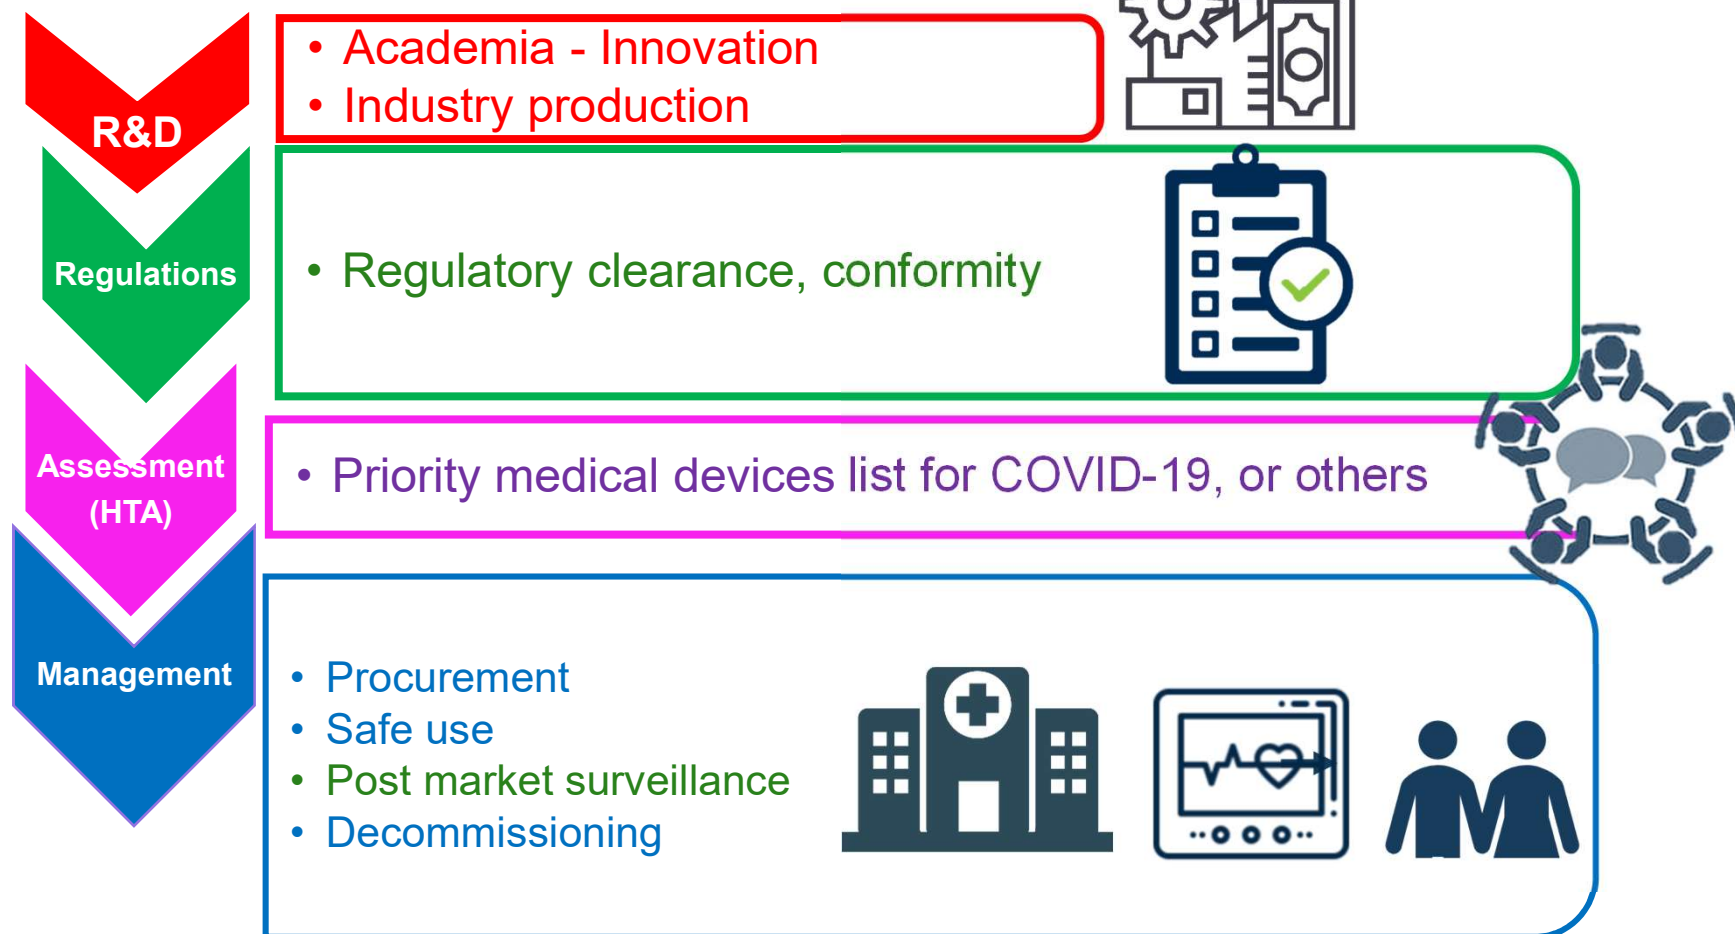 R&D
• Academia - Innovation
• Industry production
Regulations
• Regulatory clearance, conformity
Assessment
(HTA)
• Priority medical devices list for COVID-19, or others
Management
• Procurement
• Safe use
• Post market surveillance
• Decommissioning